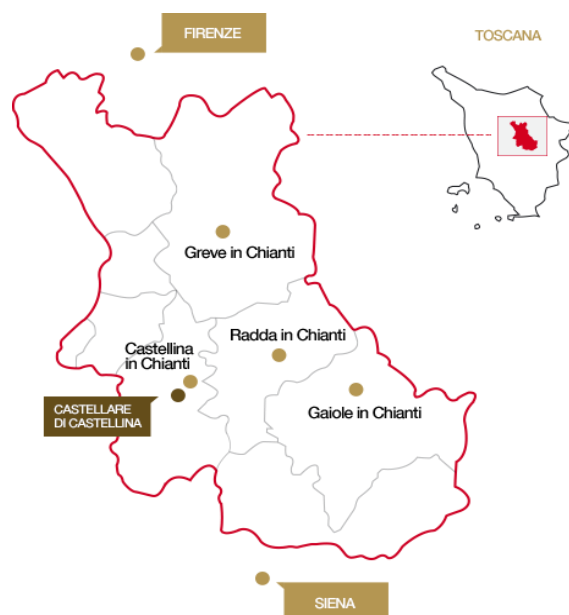 FIRENZE
TOSCANA
Greve in Chianti
Radda in Chianti
Castellina
in Chianti
Gaiole in Chianti
CASTELLARE
DI CASTELLINA
SIENA